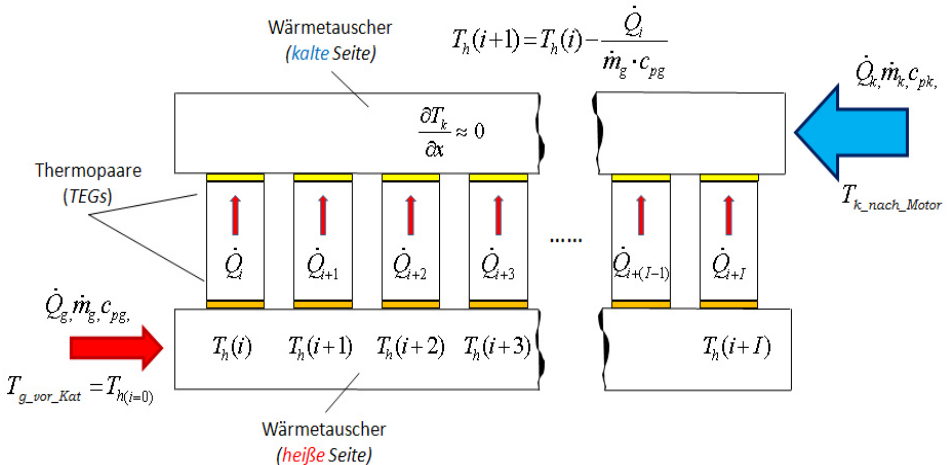 Wärmetauscher
(kalte Seite)
T_h(i+1) = T_h(i) − Q̇_i / (ṁ_g · c_pg)
Q̇_k, ṁ_k, c_pk,
∂T_k/∂x ≈ 0
Thermopaare
(TEGs)
T_k_nach_Motor
......
Q̇_i Q̇_i+1 Q̇_i+2 Q̇_i+3 Q̇_i+(I−1) Q̇_i+I
Q̇_g, ṁ_g, c_pg,
T_h(i) T_h(i+1) T_h(i+2) T_h(i+3) T_h(i+I)
T_g_vor_Kat = T_h(i=0)
Wärmetauscher
(heiße Seite)